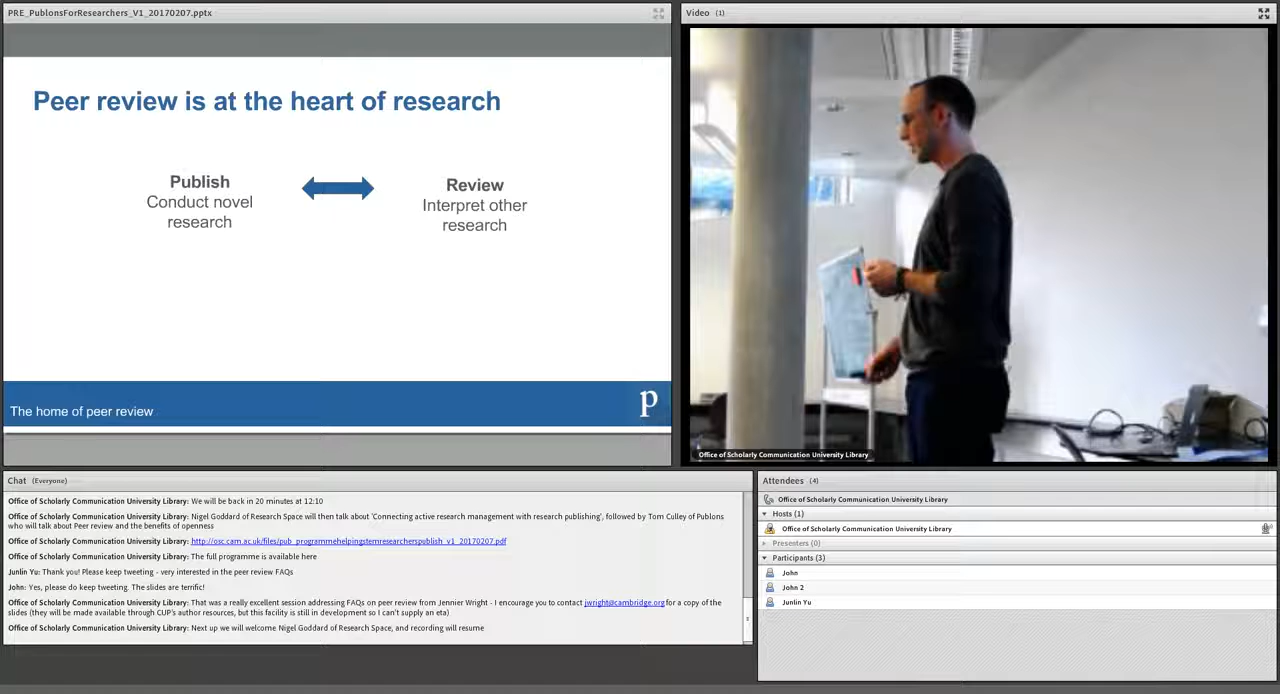 PRE_PublonsForResearchers_V1_20170207.pptx
Peer review is at the heart of research
Publish
Conduct novel
research
Review
Interpret other
research
The home of peer review
p
Video (1)
Office of Scholarly Communication University Library
Chat (Everyone)
Office of Scholarly Communication University Library: We will be back in 20 minutes at 12:10
Office of Scholarly Communication University Library: Nigel Goddard of Research Space will then talk about 'Connecting active research management with research publishing', followed by Tom Culley of Publons
who will talk about Peer review and the benefits of openness
Office of Scholarly Communication University Library: http://osc.cam.ac.uk/files/pub_programmehelpingstemresearcherspublish_v1_20170207.pdf
Office of Scholarly Communication University Library: The full programme is available here
Junlin Yu: Thank you! Please keep tweeting - very interested in the peer review FAQs
John: Yes, please do keep tweeting. The slides are terrific!
Office of Scholarly Communication University Library: That was a really excellent session addressing FAQs on peer review from Jennier Wright - I encourage you to contact jwright@cambridge.org for a copy of the
slides (they will be made available through CUP's author resources, but this facility is still in development so I can't supply an eta)
Office of Scholarly Communication University Library: Next up we will welcome Nigel Goddard of Research Space, and recording will resume
Attendees (4)
Office of Scholarly Communication University Library
Hosts (1)
Office of Scholarly Communication University Library
Presenters (0)
Participants (3)
John
John 2
Junlin Yu